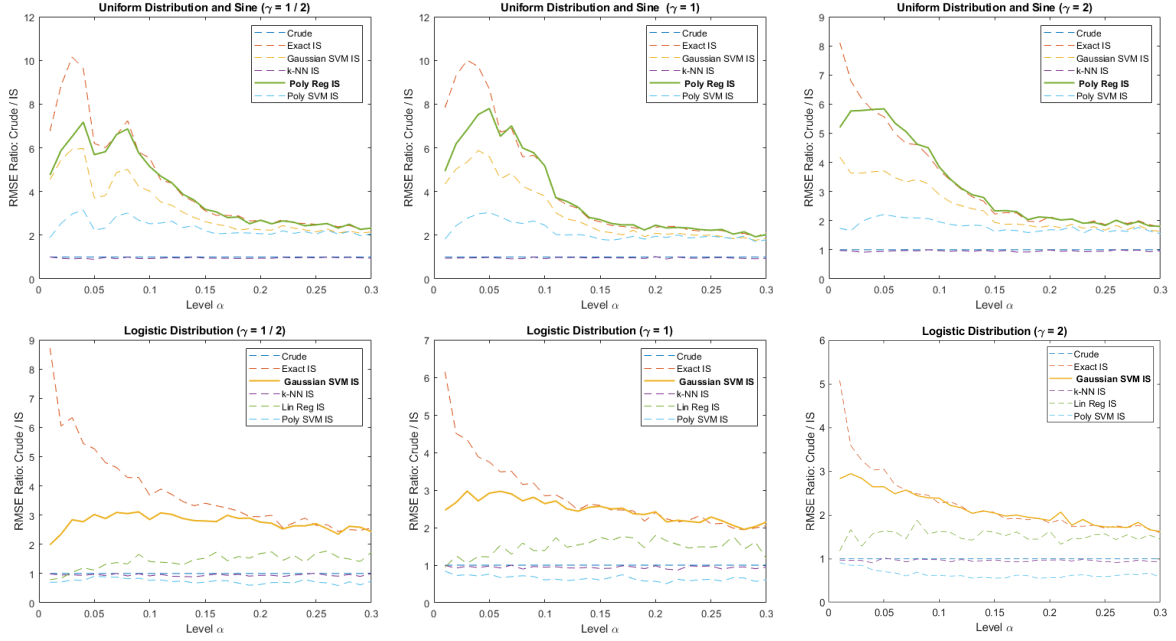 Uniform Distribution and Sine (γ = 1 / 2)
RMSE Ratio: Crude / IS
12
10
8
6
4
2
0
Crude
Exact IS
Gaussian SVM IS
k-NN IS
Poly Reg IS
Poly SVM IS
0 0.05 0.1 0.15 0.2 0.25 0.3
Level α
Uniform Distribution and Sine (γ = 1)
RMSE Ratio: Crude / IS
12
10
8
6
4
2
0
Crude
Exact IS
Gaussian SVM IS
k-NN IS
Poly Reg IS
Poly SVM IS
0 0.05 0.1 0.15 0.2 0.25 0.3
Level α
Uniform Distribution and Sine (γ = 2)
RMSE Ratio: Crude / IS
9
8
7
6
5
4
3
2
1
0
Crude
Exact IS
Gaussian SVM IS
k-NN IS
Poly Reg IS
Poly SVM IS
0 0.05 0.1 0.15 0.2 0.25 0.3
Level α
Logistic Distribution (γ = 1 / 2)
RMSE Ratio: Crude / IS
9
8
7
6
5
4
3
2
1
0
Crude
Exact IS
Gaussian SVM IS
k-NN IS
Lin Reg IS
Poly SVM IS
0 0.05 0.1 0.15 0.2 0.25 0.3
Level α
Logistic Distribution (γ = 1)
RMSE Ratio: Crude / IS
7
6
5
4
3
2
1
0
Crude
Exact IS
Gaussian SVM IS
k-NN IS
Lin Reg IS
Poly SVM IS
0 0.05 0.1 0.15 0.2 0.25 0.3
Level α
Logistic Distribution (γ = 2)
RMSE Ratio: Crude / IS
6
5
4
3
2
1
0
Crude
Exact IS
Gaussian SVM IS
k-NN IS
Lin Reg IS
Poly SVM IS
0 0.05 0.1 0.15 0.2 0.25 0.3
Level α